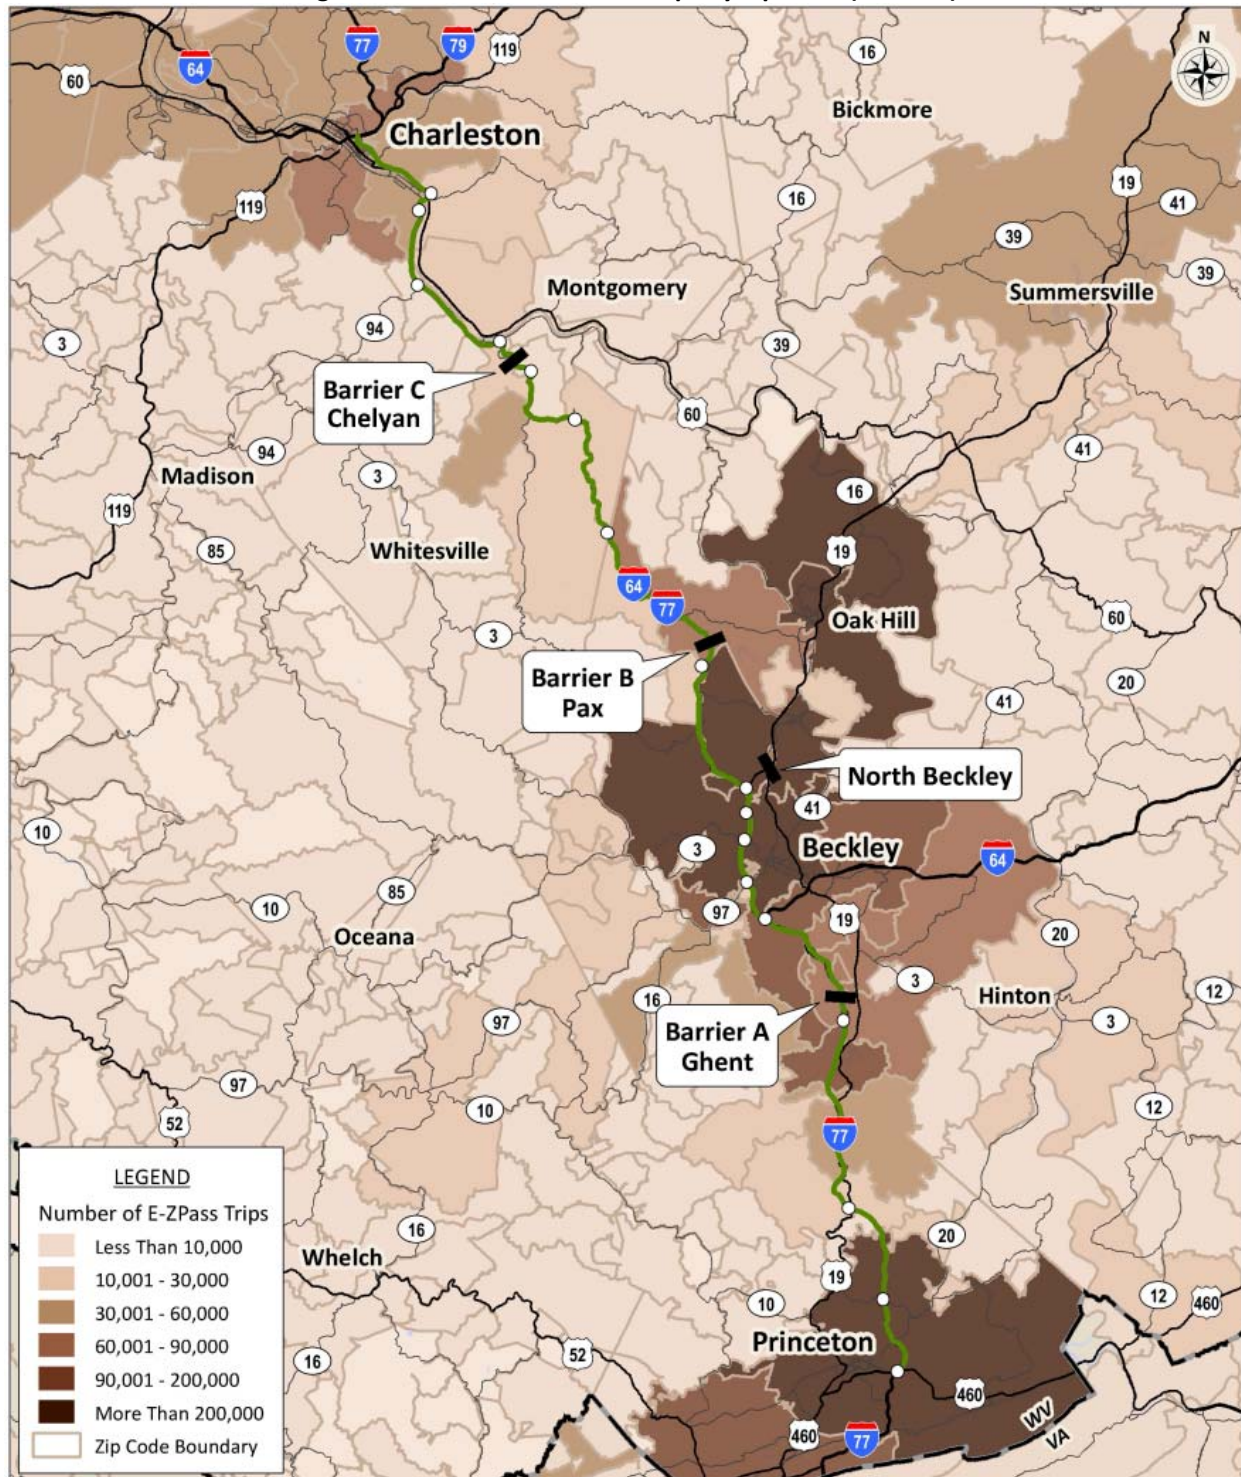 16
N
77
79
119
64
60
Bickmore
Charleston
19
16
41
119
39
39
Montgomery
Summersville
94
3
39
Barrier C
Chelyan
60
94
Madison
3
41
16
119
Whitesville
85
19
64
77
60
Oak Hill
3
Barrier B
Pax
20
41
North Beckley
41
10
3
Beckley
64
85
10
97
19
20
Oceana
3
Hinton
12
16
97
3
Barrier A
Ghent
97
10
12
52
77
LEGEND
Number of E-ZPass Trips
Less Than 10,000
10,001 - 30,000
30,001 - 60,000
60,001 - 90,000
90,001 - 200,000
More Than 200,000
Zip Code Boundary
16
20
Whelch
19
12
460
10
Princeton
52
16
460
WV
VA
460
77